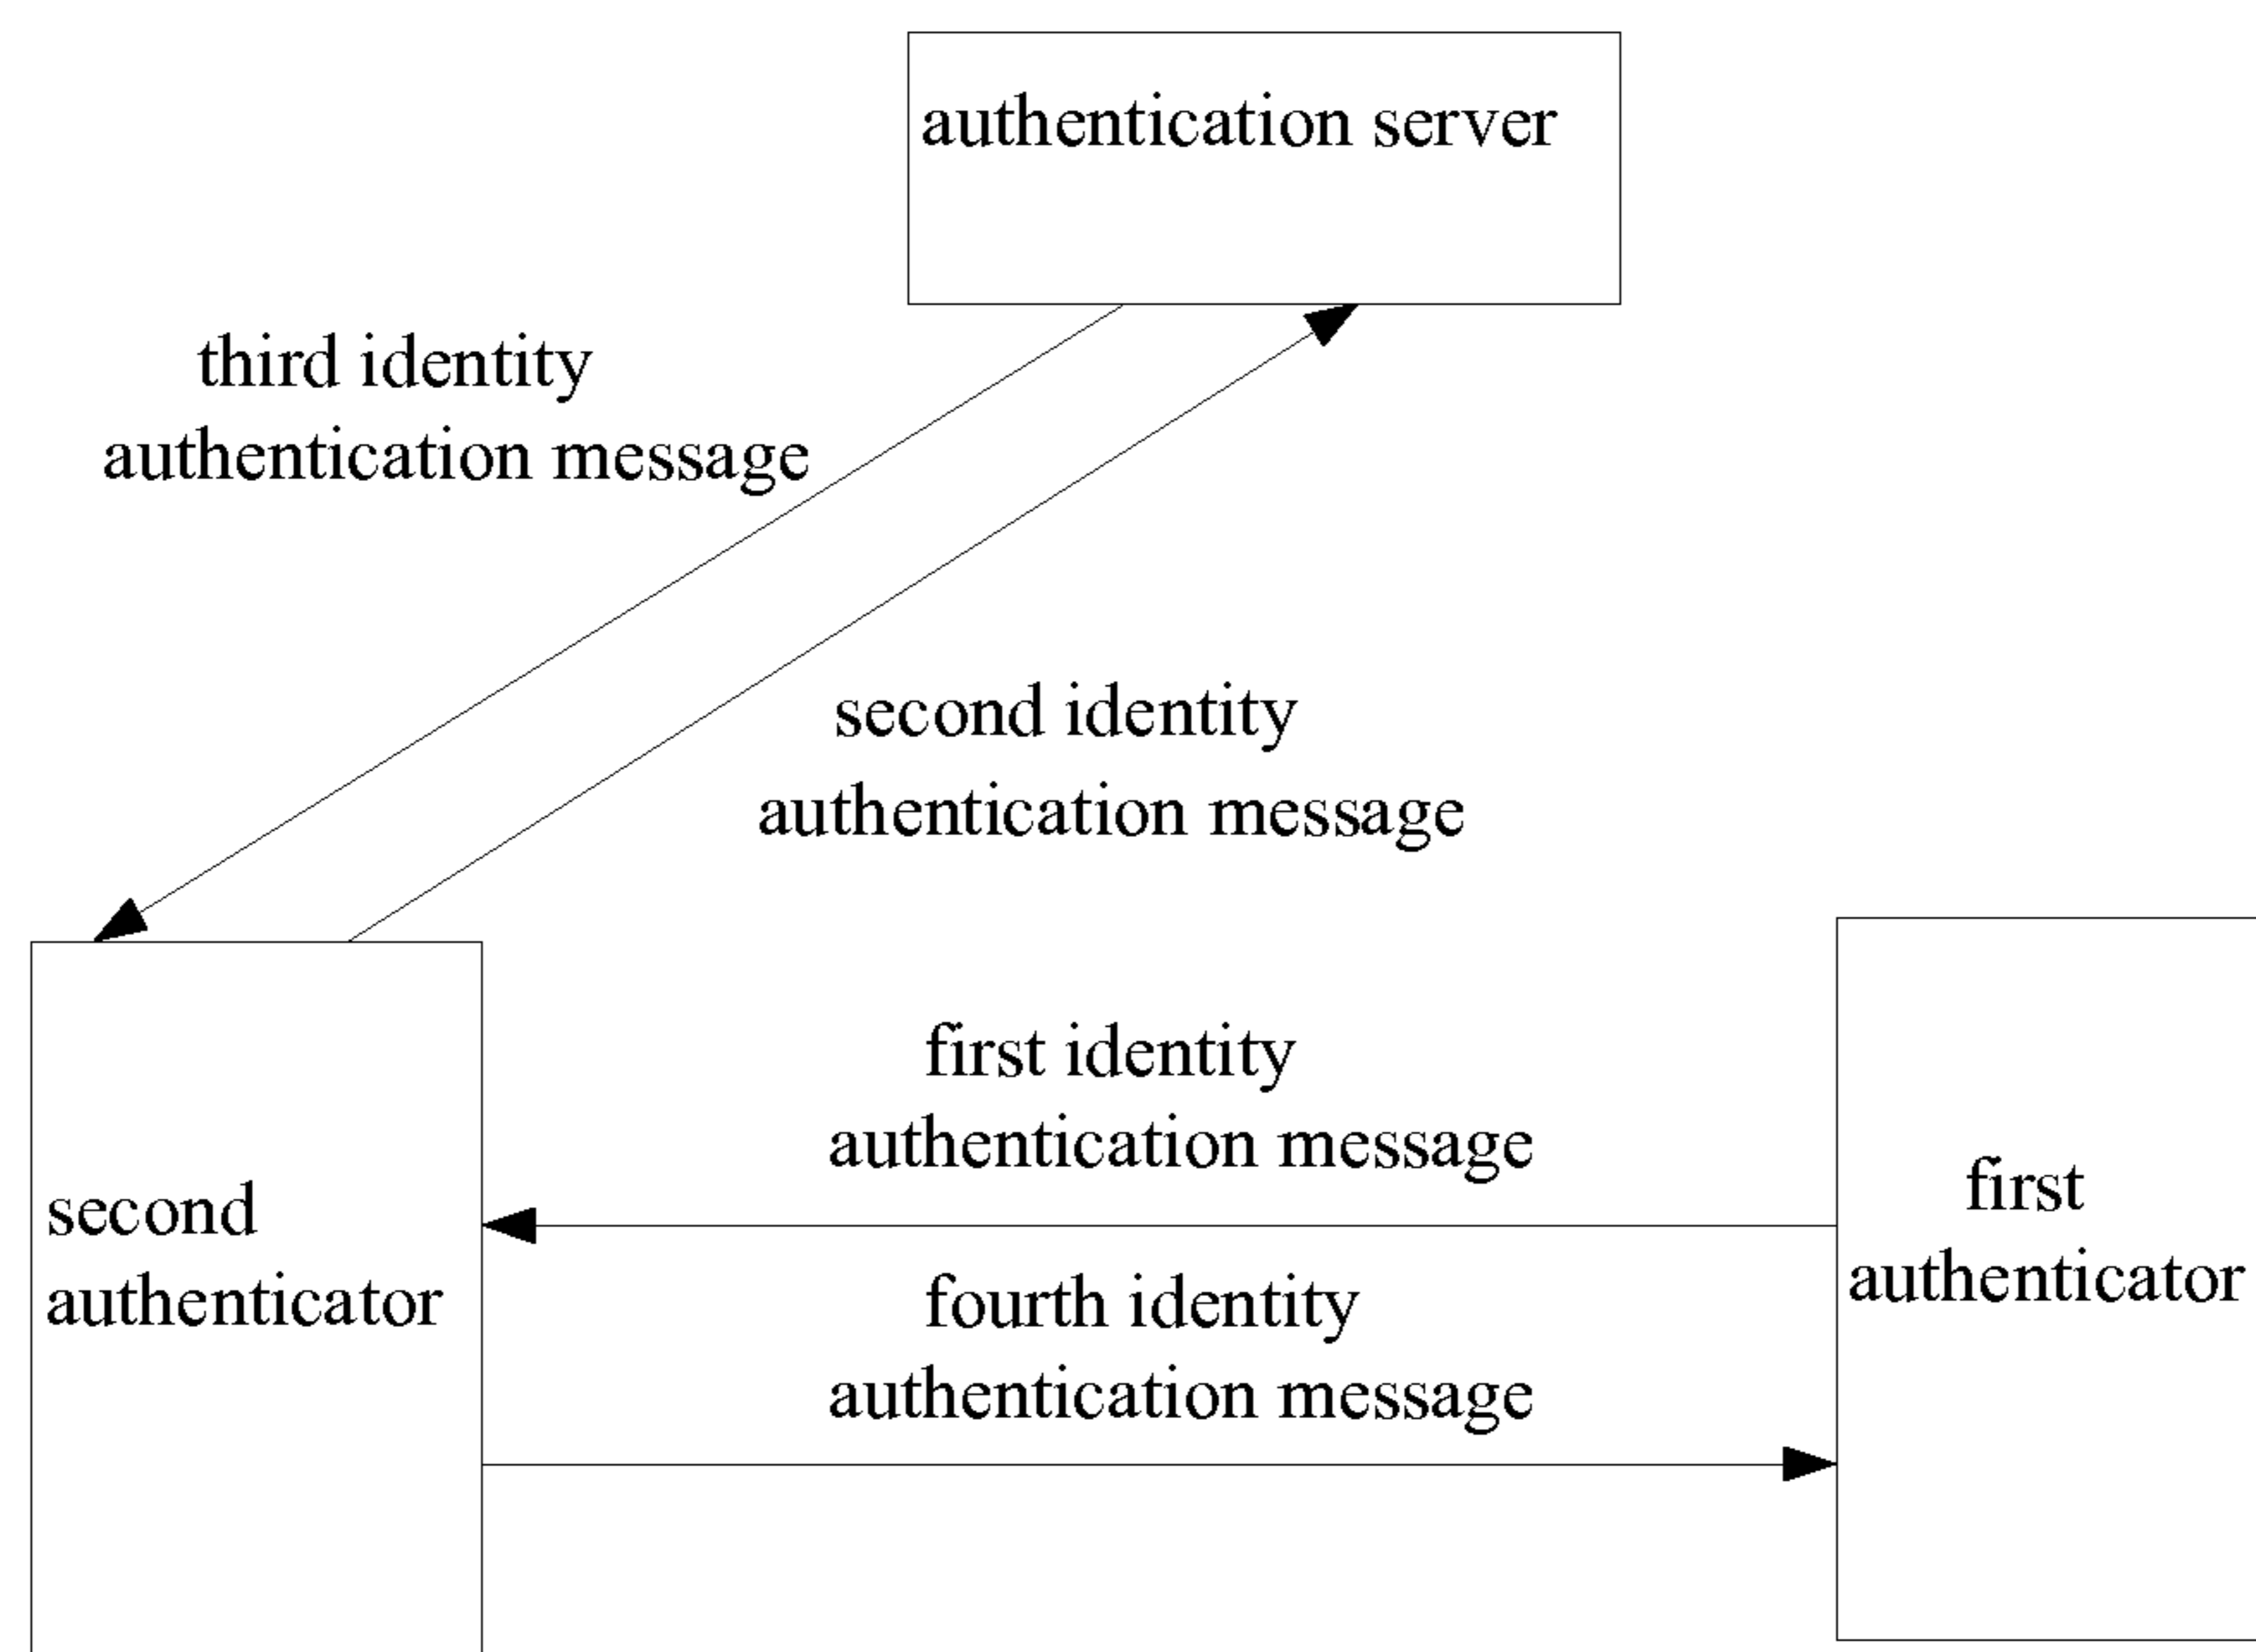 authentication server
third identity
authentication message
second identity
authentication message
first identity
authentication message
second
authenticator
first
authenticator
fourth identity
authentication message